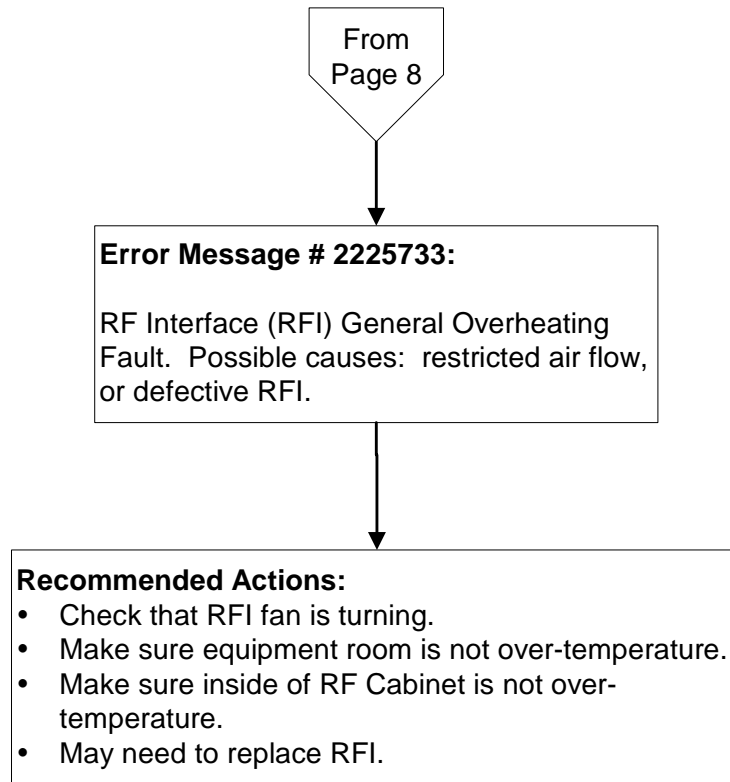 From
Page 8
Error Message # 2225733:
RF Interface (RFI) General Overheating
Fault.  Possible causes:  restricted air flow,
or defective RFI.
Recommended Actions:
• Check that RFI fan is turning.
• Make sure equipment room is not over-temperature.
• Make sure inside of RF Cabinet is not over-
temperature.
• May need to replace RFI.